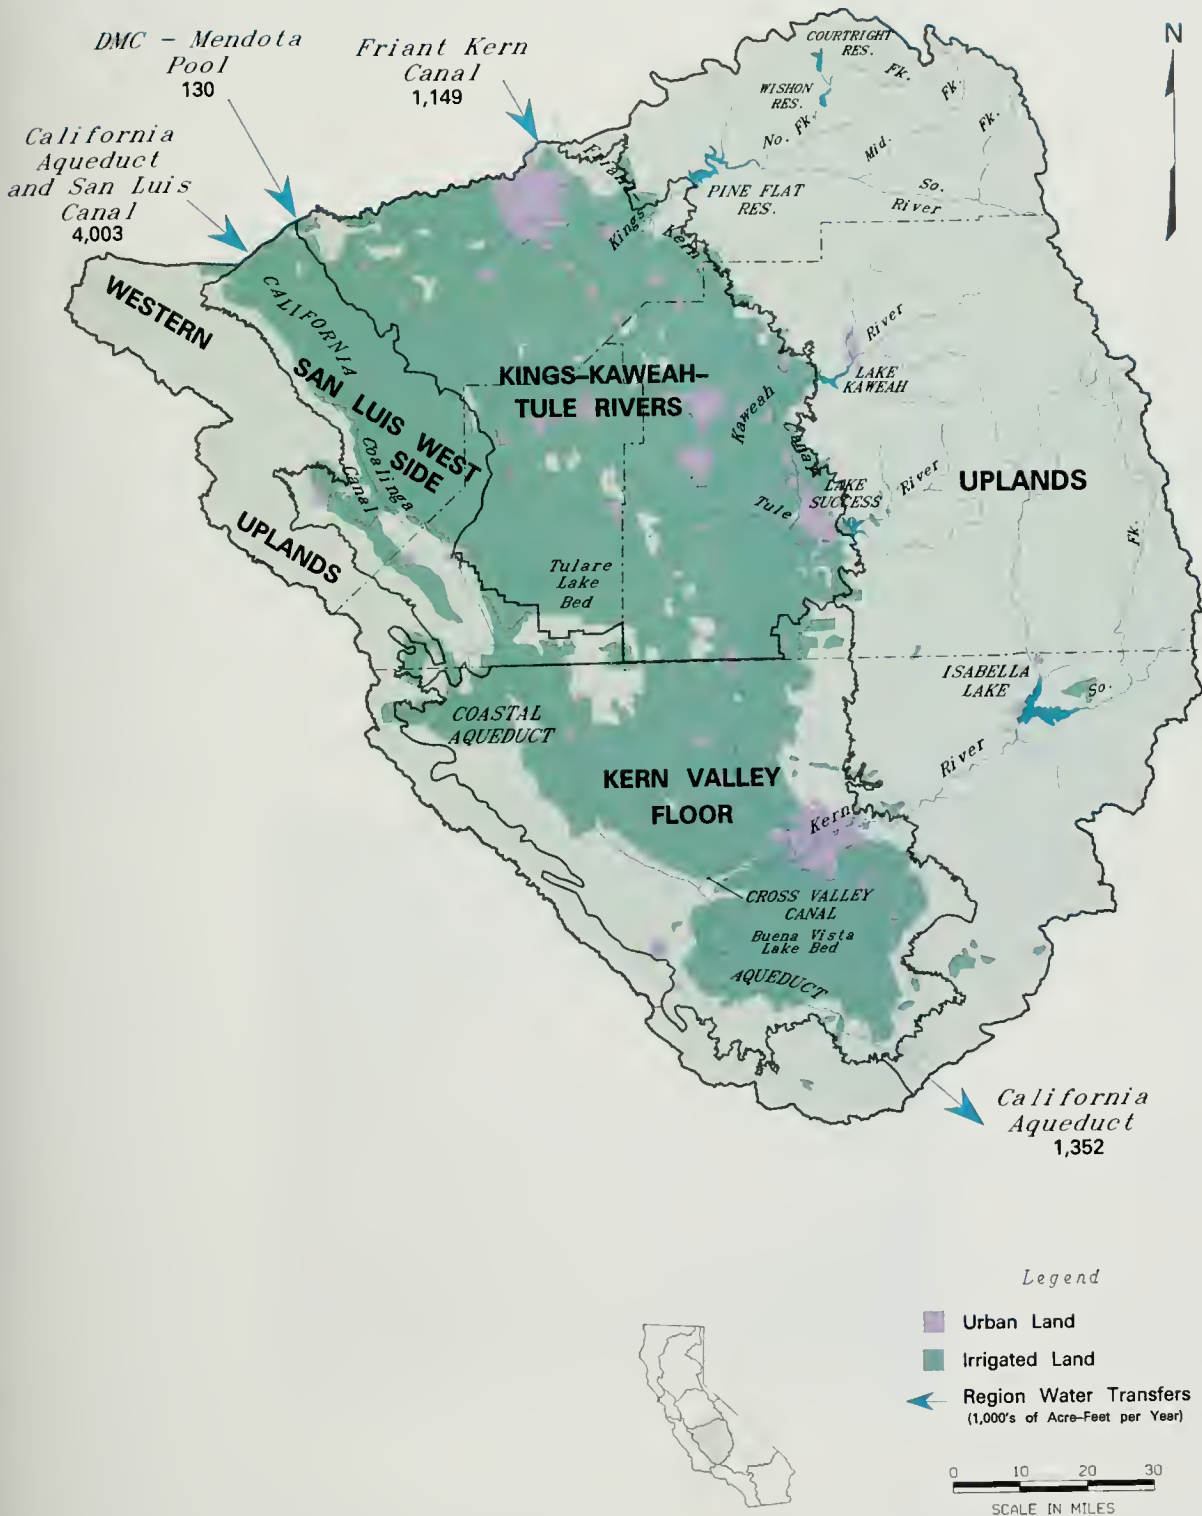 DMC - Mendota
Pool
130
Friant Kern
Canal
1,149
California
Aqueduct
and San Luis
Canal
4,003
N
COURTRIGHT
RES.
WISHON
RES.
No. Fk.
Fk.
Fk.
Fk.
Mid.
So.
River
PINE FLAT
RES.
Friant-
Kings
Kern
WESTERN
UPLANDS
CALIFORNIA
SAN LUIS WEST
SIDE
Coalinga
Canal
KINGS-KAWEAH-
TULE RIVERS
Kaweah
River
LAKE
KAWEAH
Canal
LAKE
SUCCESS
River
Tule
UPLANDS
Fk.
Tulare
Lake
Bed
ISABELLA
LAKE
So.
River
COASTAL
AQUEDUCT
KERN VALLEY
FLOOR
Kern
CROSS VALLEY
CANAL
Buena Vista
Lake Bed
AQUEDUCT
California
Aqueduct
1,352
Legend
Urban Land
Irrigated Land
Region Water Transfers
(1,000's of Acre-Feet per Year)
0 10 20 30
SCALE IN MILES